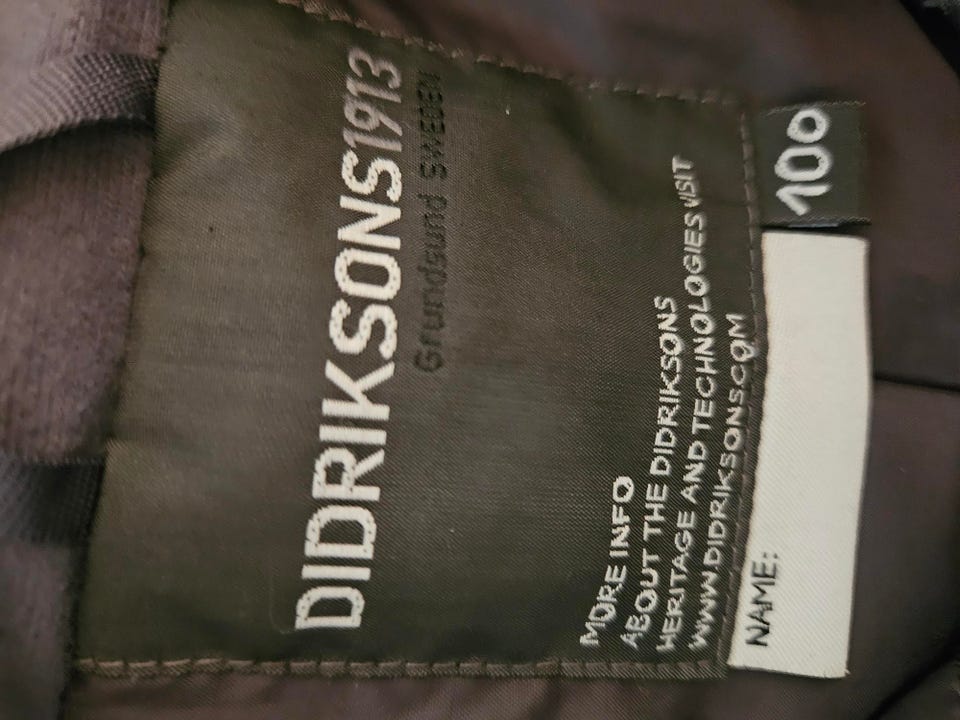 DIDRIKSONS1913
Grundsund SWEDEN
MORE INFO
ABOUT THE DIDRIKSONS
HERITAGE AND TECHNOLOGIES VISIT
WWW.DIDRIKSONS.COM
100
NAME: